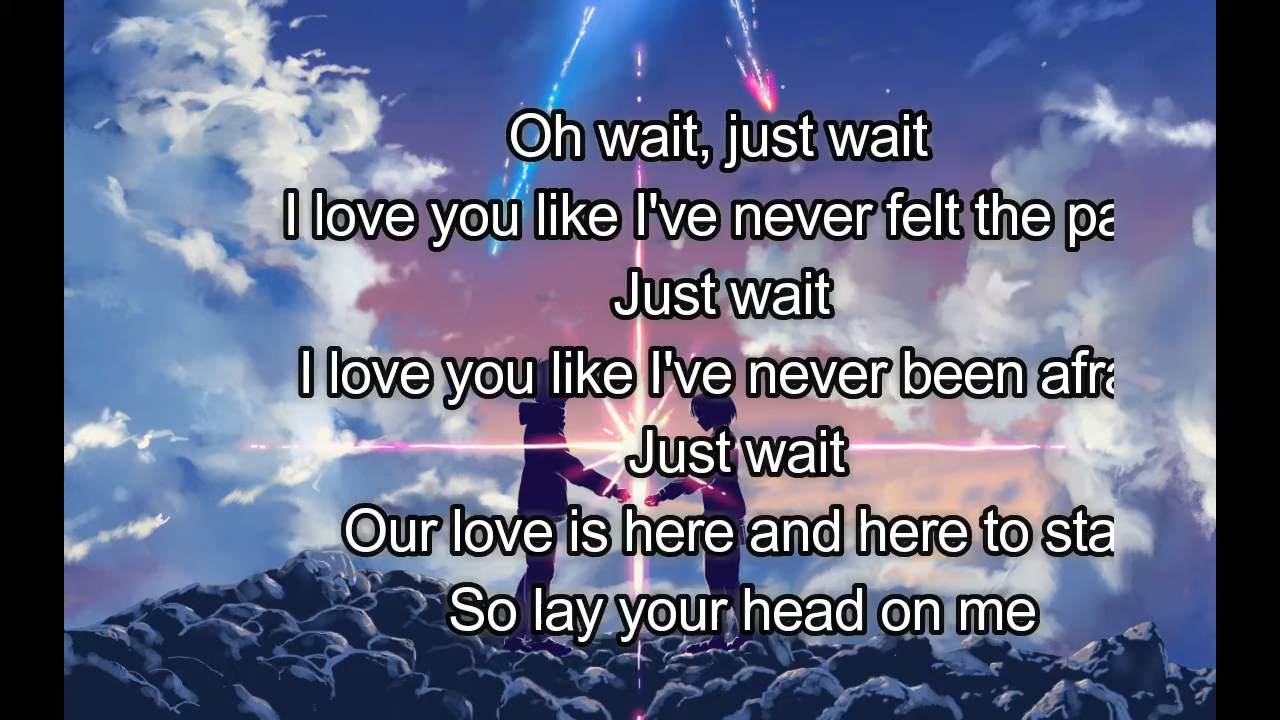 Oh wait, just wait
I love you like I've never felt the pa
Just wait
I love you like I've never been afra
Just wait
Our love is here and here to sta
So lay your head on me